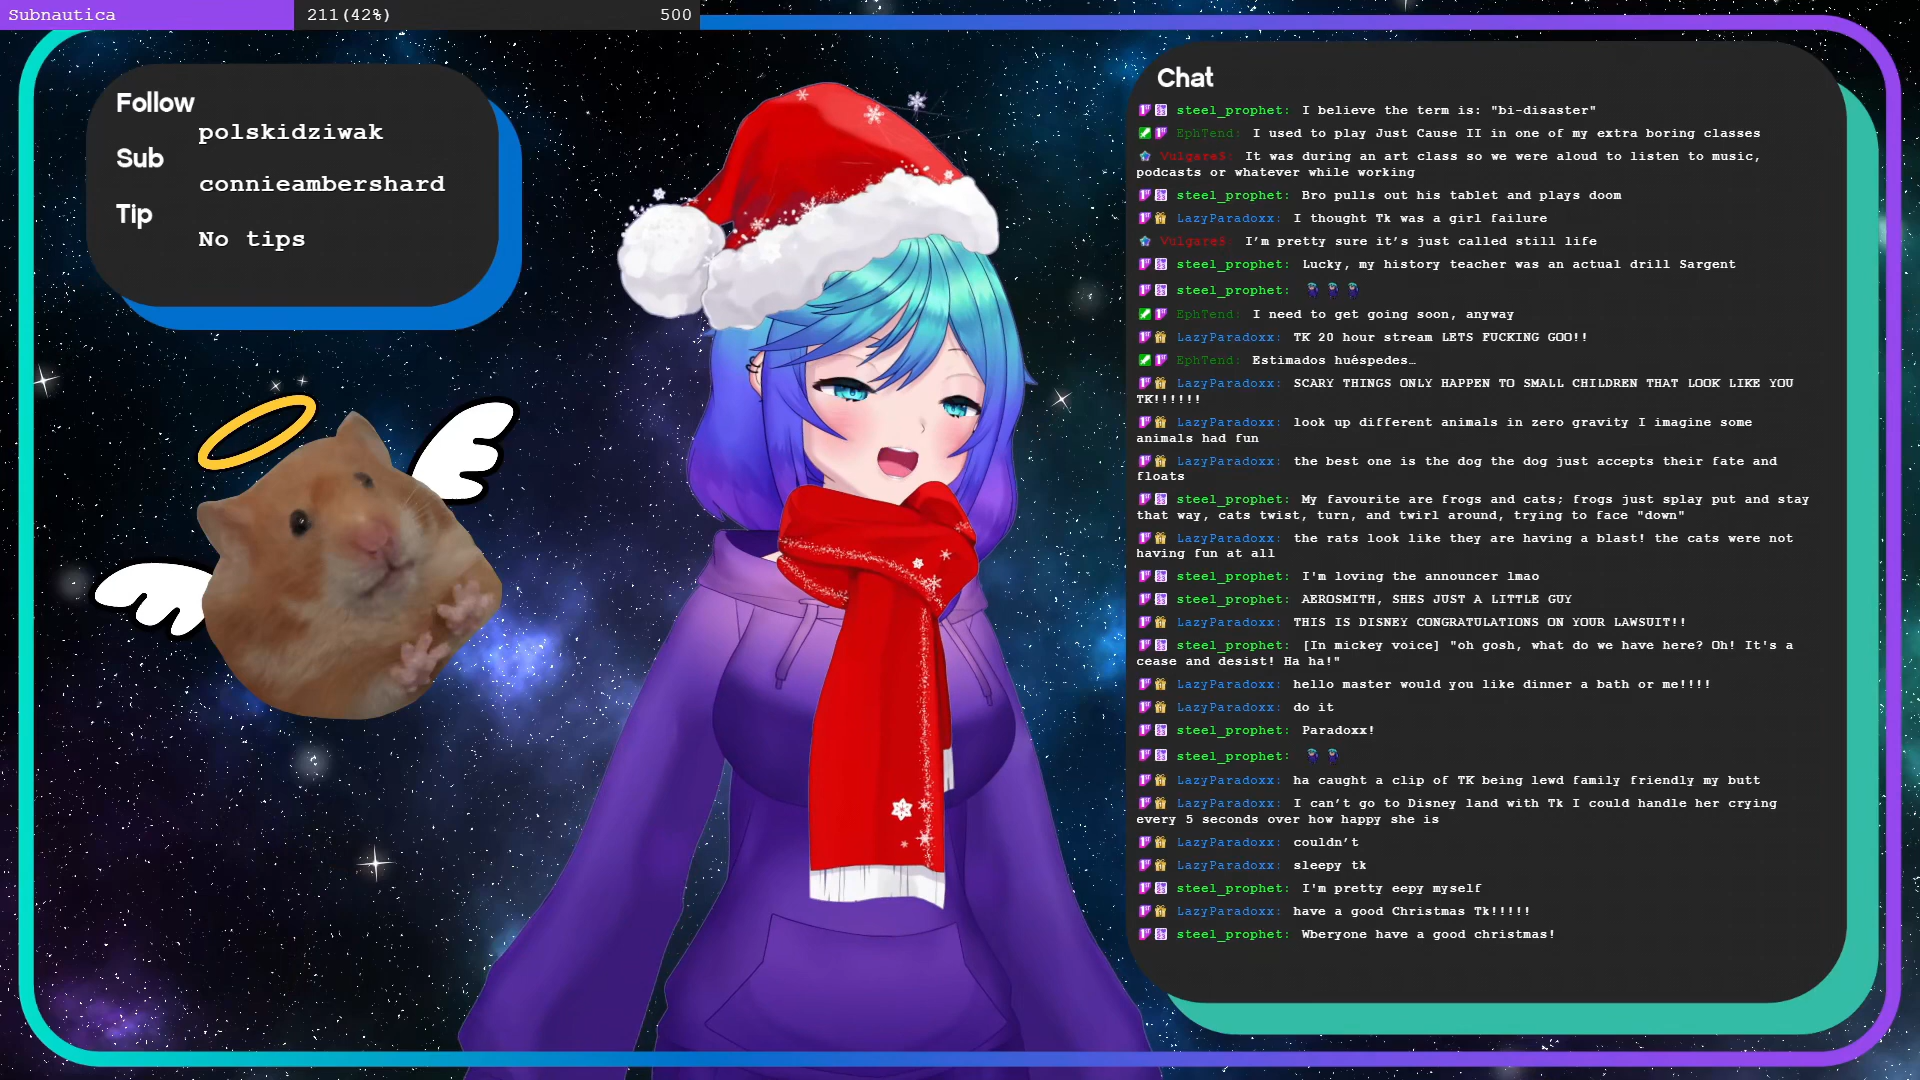 Subnautica 211(42%) 500
Follow
polskidziwak
Sub
connieambershard
Tip
No tips
Chat
steel_prophet: I believe the term is: "bi-disaster"
EphTend: I used to play Just Cause II in one of my extra boring classes
VulgareS: It was during an art class so we were aloud to listen to music,
podcasts or whatever while working
steel_prophet: Bro pulls out his tablet and plays doom
LazyParadoxx: I thought Tk was a girl failure
VulgareS: I’m pretty sure it’s just called still life
steel_prophet: Lucky, my history teacher was an actual drill Sargent
steel_prophet:
EphTend: I need to get going soon, anyway
LazyParadoxx: TK 20 hour stream LETS FUCKING GOO!!
EphTend: Estimados huéspedes…
LazyParadoxx: SCARY THINGS ONLY HAPPEN TO SMALL CHILDREN THAT LOOK LIKE YOU
TK!!!!!!
LazyParadoxx: look up different animals in zero gravity I imagine some
animals had fun
LazyParadoxx: the best one is the dog the dog just accepts their fate and
floats
steel_prophet: My favourite are frogs and cats; frogs just splay put and stay
that way, cats twist, turn, and twirl around, trying to face "down"
LazyParadoxx: the rats look like they are having a blast! the cats were not
having fun at all
steel_prophet: I'm loving the announcer lmao
steel_prophet: AEROSMITH, SHES JUST A LITTLE GUY
LazyParadoxx: THIS IS DISNEY CONGRATULATIONS ON YOUR LAWSUIT!!
steel_prophet: [In mickey voice] "oh gosh, what do we have here? Oh! It's a
cease and desist! Ha ha!"
LazyParadoxx: hello master would you like dinner a bath or me!!!!
LazyParadoxx: do it
steel_prophet: Paradoxx!
steel_prophet:
LazyParadoxx: ha caught a clip of TK being lewd family friendly my butt
LazyParadoxx: I can’t go to Disney land with Tk I could handle her crying
every 5 seconds over how happy she is
LazyParadoxx: couldn’t
LazyParadoxx: sleepy tk
steel_prophet: I'm pretty eepy myself
LazyParadoxx: have a good Christmas Tk!!!!!
steel_prophet: Wberyone have a good christmas!